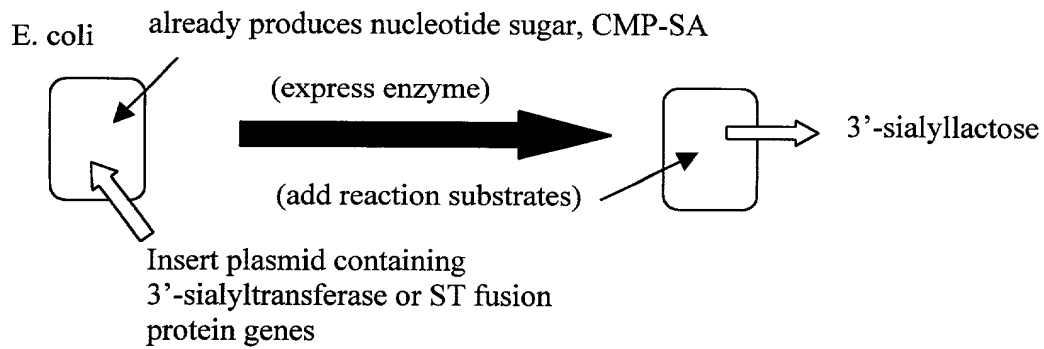 E. coli
already produces nucleotide sugar, CMP-SA
(express enzyme)
3’-sialyllactose
(add reaction substrates)
Insert plasmid containing
3’-sialyltransferase or ST fusion
protein genes